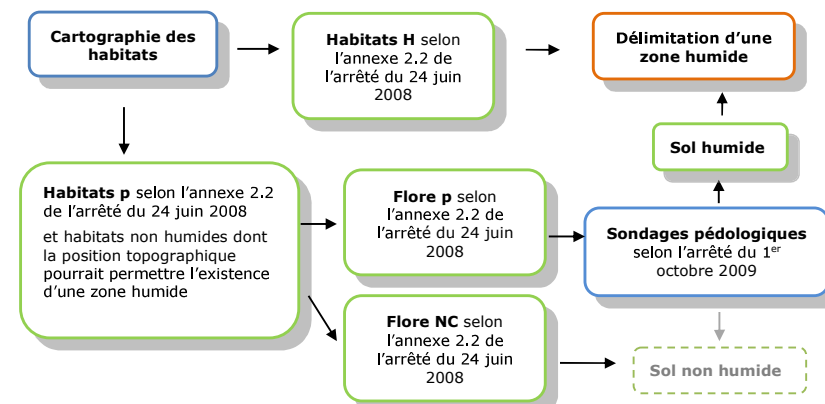 Cartographie des
habitats
Habitats H selon
l'annexe 2.2 de
l'arrêté du 24 juin
2008
Délimitation d'une
zone humide
Sol humide
Habitats p selon l'annexe 2.2
de l'arrêté du 24 juin 2008
et habitats non humides dont
la position topographique
pourrait permettre l'existence
d'une zone humide
Flore p selon
l'annexe 2.2 de
l'arrêté du 24 juin
2008
Sondages pédologiques
selon l'arrêté du 1er
octobre 2009
Flore NC selon
l'annexe 2.2 de
l'arrêté du 24 juin
2008
Sol non humide